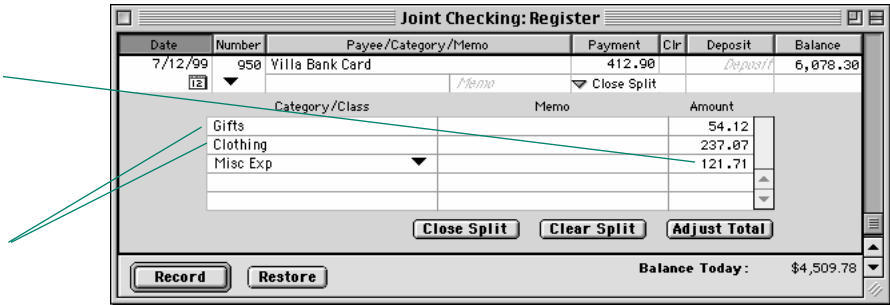 Joint Checking: Register
Date Number Payee/Category/Memo Payment Clr Deposit Balance
7/12/99 950 Villa Bank Card 412.90 Deposit 6,078.30
12 Memo Close Split
Category/Class Memo Amount
Gifts 54.12
Clothing 237.07
Misc Exp 121.71
Close Split Clear Split Adjust Total
Record Restore Balance Today: $4,509.78